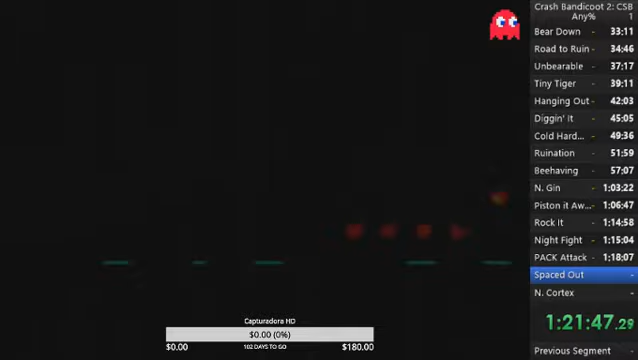 Crash Bandicoot 2: CSB
Any% 1
Bear Down - 33:11
Road to Ruin - 34:46
Unbearable - 37:17
Tiny Tiger - 39:11
Hanging Out - 42:03
Diggin' It - 45:05
Cold Hard... - 49:36
Ruination - 51:59
Beehaving - 57:07
N. Gin - 1:03:22
Piston it Aw... - 1:06:47
Rock It - 1:14:58
Night Fight - 1:15:04
PACK Attack - 1:18:07
Spaced Out -
N. Cortex -
1:21:47.29
Previous Segment -
Capturadora HD
$0.00 (0%)
$0.00 102 DAYS TO GO $180.00